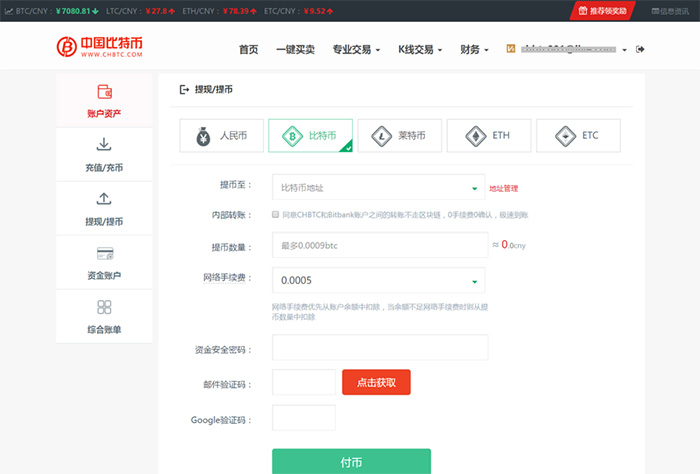 BTC/CNY：￥7080.81 LTC/CNY：￥27.8 ETH/CNY：￥78.39 ETC/CNY：￥9.52 推荐领奖励 信息资讯
中国比特币
WWW.CHBTC.COM
首页 一键买卖 专业交易 K线交易 财务
账户资产
充值/充币
提现/提币
资金账户
综合账单
提现/提币
人民币 比特币 莱特币 ETH ETC
提币至： 比特币地址 地址管理
内部转账： 同意CHBTC和Bitbank账户之间的转账不走区块链，0手续费0确认，极速到账
提币数量： 最多0.0009btc ≈ 0.0cny
网络手续费： 0.0005
网络手续费优先从账户余额中扣除，当余额不足网络手续费时则从提
币数量中扣除
资金安全密码：
邮件验证码： 点击获取
Google验证码：
付币